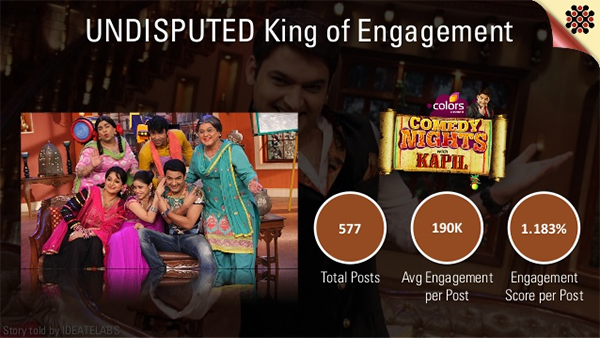 UNDISPUTED King of Engagement
colors
COMEDY
NIGHTS
with
KAPIL
577
190K
1.183%
Total Posts
Avg Engagement
per Post
Engagement
Score per Post
Story told by IDEATELABS